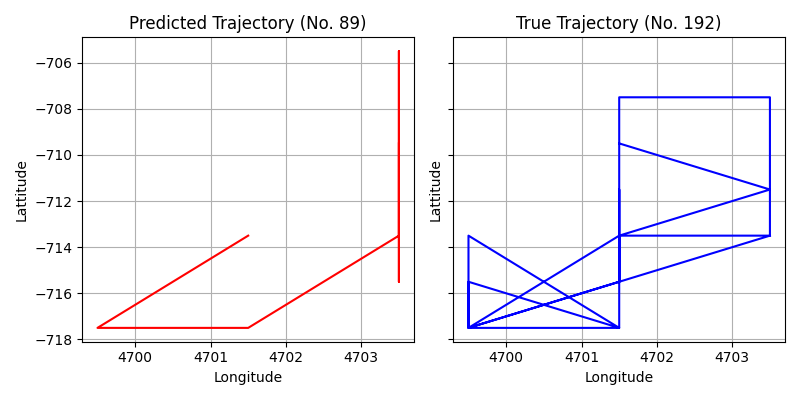 Predicted Trajectory (No. 89)
True Trajectory (No. 192)
−706
−708
−710
−712
−714
−716
−718
Lattitude
Lattitude
4700 4701 4702 4703
4700 4701 4702 4703
Longitude
Longitude